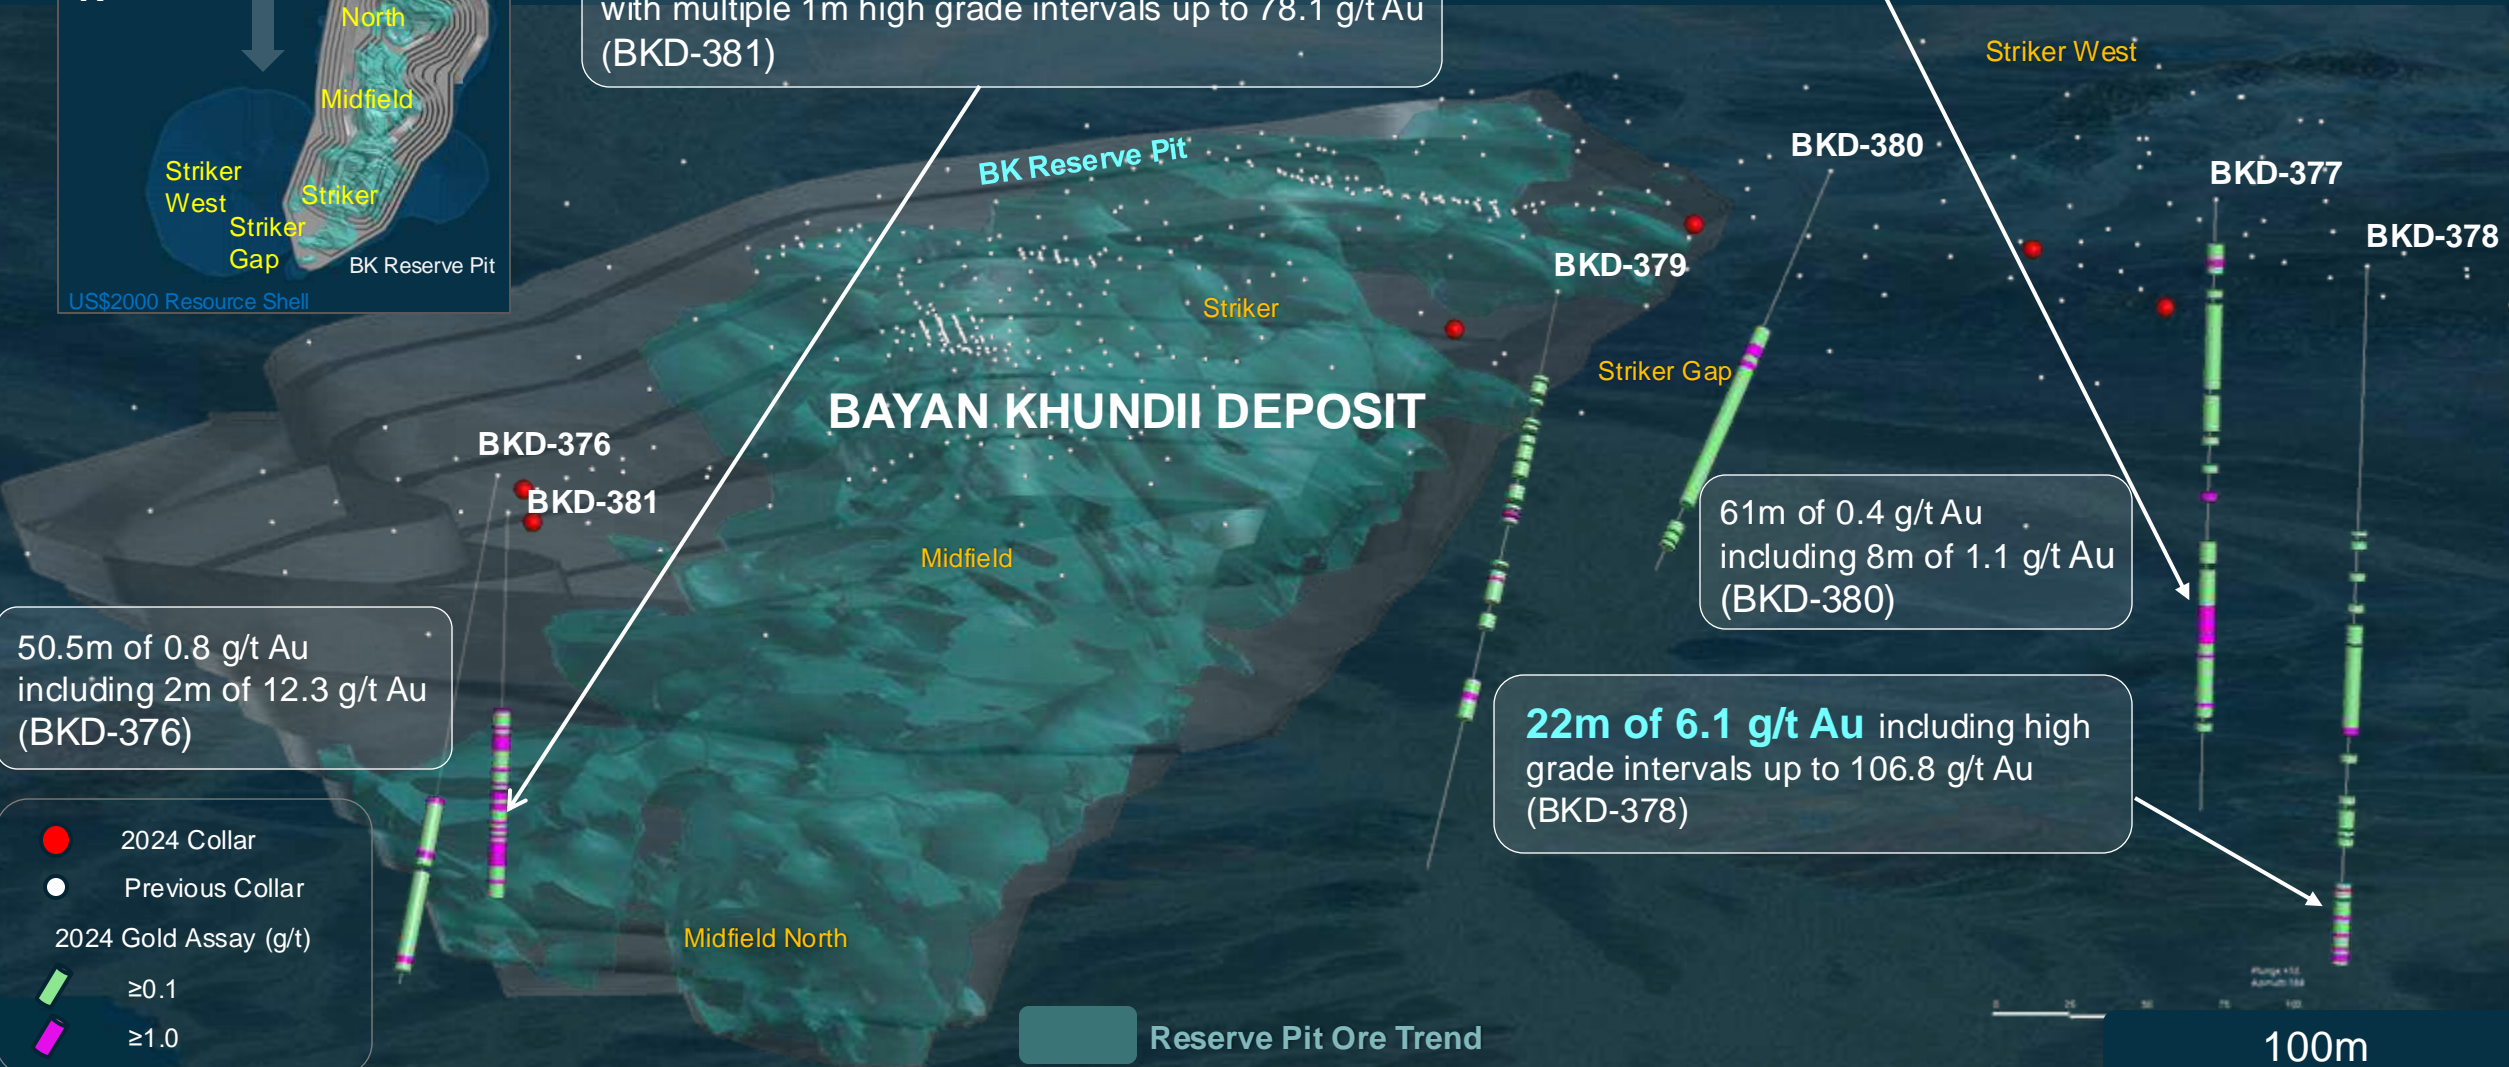 North
Midfield
Striker
West
Striker
Striker
Gap
BK Reserve Pit
US$2000 Resource Shell
with multiple 1m high grade intervals up to 78.1 g/t Au
(BKD-381)
Striker West
BK Reserve Pit
BKD-380
BKD-377
BKD-378
BKD-379
Striker
Striker Gap
BAYAN KHUNDII DEPOSIT
BKD-376
BKD-381
Midfield
61m of 0.4 g/t Au
including 8m of 1.1 g/t Au
(BKD-380)
50.5m of 0.8 g/t Au
including 2m of 12.3 g/t Au
(BKD-376)
22m of 6.1 g/t Au including high
grade intervals up to 106.8 g/t Au
(BKD-378)
2024 Collar
Previous Collar
2024 Gold Assay (g/t)
≥0.1
≥1.0
Midfield North
Reserve Pit Ore Trend
0 25 50 75 100
100m